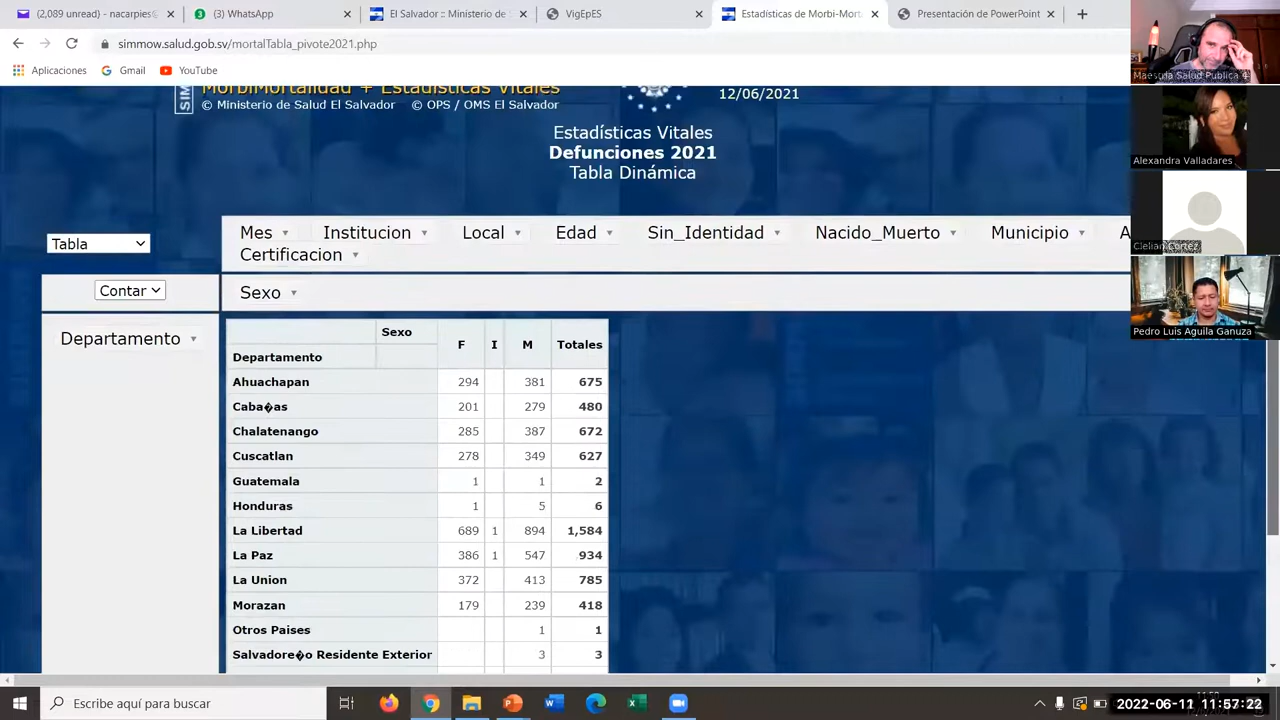 (2,089 unread) - nacarpies@
(3) WhatsApp
El Salvador :: Ministerio de S
VigEpES
Estadísticas de Morbi-Mort
Presentación de PowerPoint
simmow.salud.gob.sv/mortalTabla_pivote2021.php
Aplicaciones
Gmail
YouTube
MorbiMortalidad + Estadísticas Vitales
© Ministerio de Salud El Salvador © OPS / OMS El Salvador
12/06/2021
Estadísticas Vitales
Defunciones 2021
Tabla Dinámica
Tabla
Mes Institucion Local Edad Sin_Identidad Nacido_Muerto Municipio A
Certificacion
Contar
Sexo
Departamento
Sexo
F I M Totales
Departamento
Ahuachapan 294 381 675
Caba�as 201 279 480
Chalatenango 285 387 672
Cuscatlan 278 349 627
Guatemala 1 1 2
Honduras 1 5 6
La Libertad 689 1 894 1,584
La Paz 386 1 547 934
La Union 372 413 785
Morazan 179 239 418
Otros Paises 1 1
Salvadore�o Residente Exterior 3 3
Maestria Salud Publica
Alexandra Valladares
Clelian Cortez
Pedro Luis Aguila Ganuza
Escribe aquí para buscar
2022-06-11 11:57:22